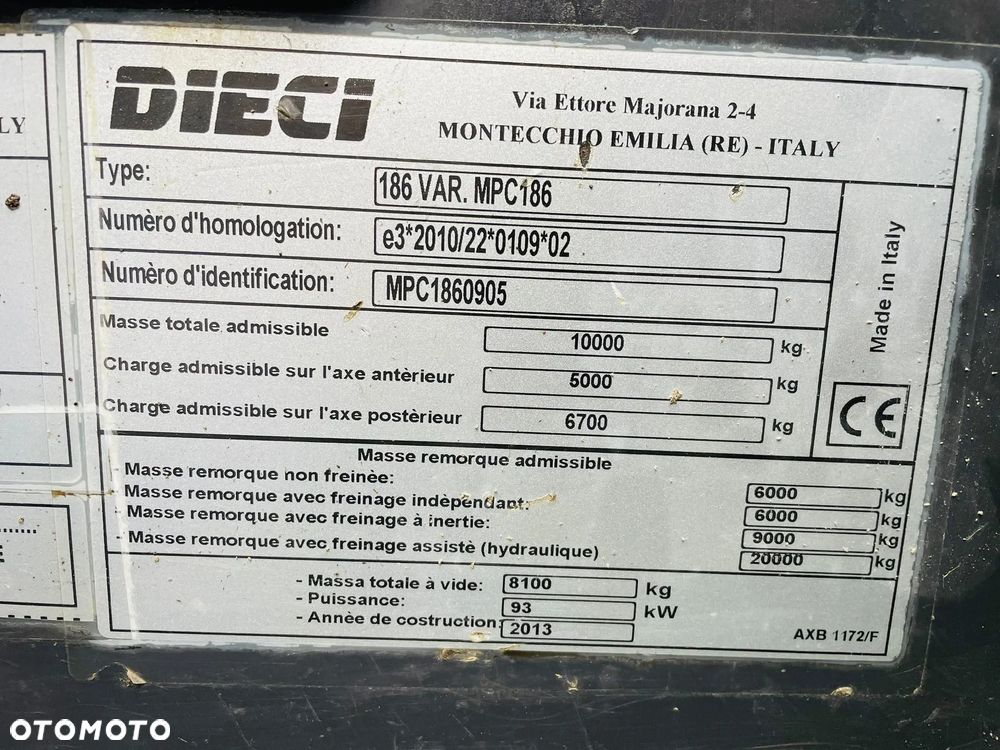 LY
DIECI
Via Ettore Majorana 2-4
MONTECCHIO EMILIA (RE) - ITALY
Type: 186 VAR. MPC186
Numèro d'homologation: e3*2010/22*0109*02
Numèro d'identification: MPC1860905
Masse totale admissible 10000 kg
Charge admissible sur l'axe antèrieur 5000 kg
Charge admissible sur l'axe postèrieur 6700 kg
Made in Italy
CE
Masse remorque admissible
- Masse remorque non freinèe: 6000 kg
Masse remorque avec freinage indèpendant: 6000 kg
- Masse remorque avec freinage à inertie: 9000 kg
- Masse remorque avec freinage assistè (hydraulique) 20000 kg
- Massa totale à vide: 8100 kg
- Puissance: 93 kW
- Annèe de costruction: 2013
AXB 1172/F
E
OTOMOTO